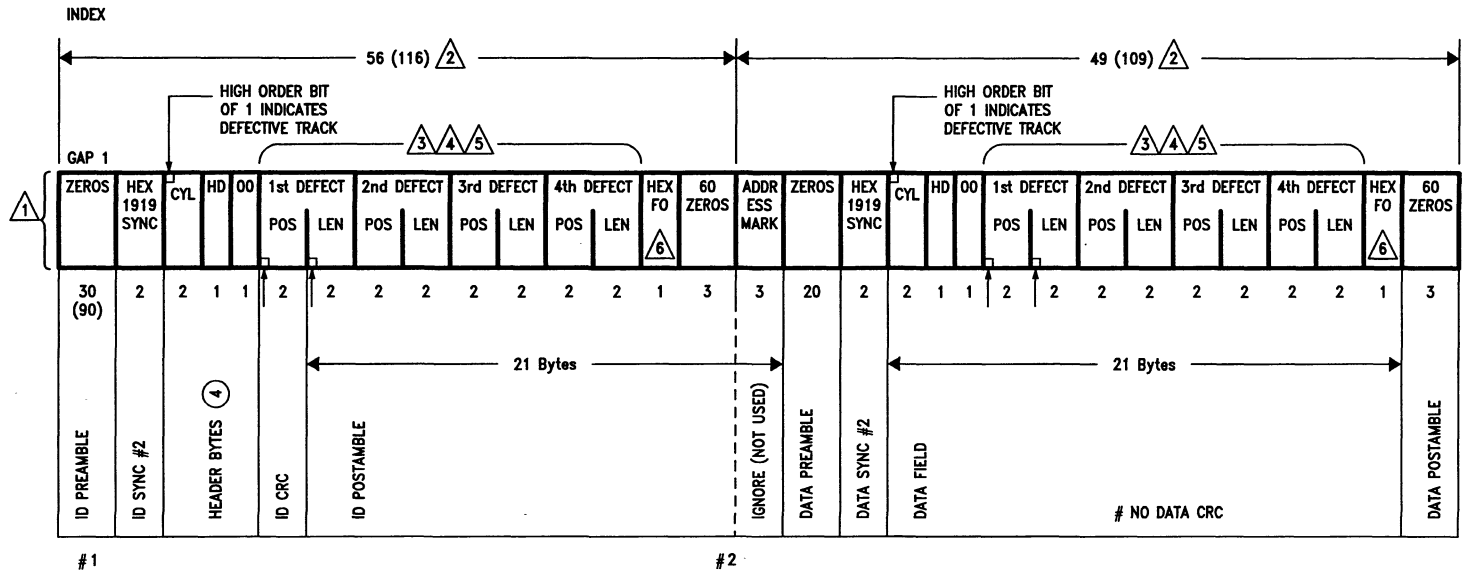 INDEX
56 (116) 2
49 (109) 2
HIGH ORDER BIT
OF 1 INDICATES
DEFECTIVE TRACK
HIGH ORDER BIT
OF 1 INDICATES
DEFECTIVE TRACK
3 4 5
3 4 5
GAP 1
1
ZEROS
HEX
1919
SYNC
CYL
HD
00
1st DEFECT
POS
LEN
2nd DEFECT
POS
LEN
3rd DEFECT
POS
LEN
4th DEFECT
POS
LEN
HEX
FO
6
60
ZEROS
ADDR
ESS
MARK
ZEROS
HEX
1919
SYNC
CYL
HD
00
1st DEFECT
POS
LEN
2nd DEFECT
POS
LEN
3rd DEFECT
POS
LEN
4th DEFECT
POS
LEN
HEX
FO
6
60
ZEROS
30 2 2 1 1 2 2 2 2 2 2 2 2 1 3 3 20 2 2 1 1 2 2 2 2 2 2 2 2 1 3
(90)
21 Bytes
21 Bytes
ID PREAMBLE
ID SYNC #2
HEADER BYTES 4
ID CRC
ID POSTAMBLE
IGNORE (NOT USED)
DATA PREAMBLE
DATA SYNC #2
DATA FIELD
# NO DATA CRC
DATA POSTAMBLE
#1
#2